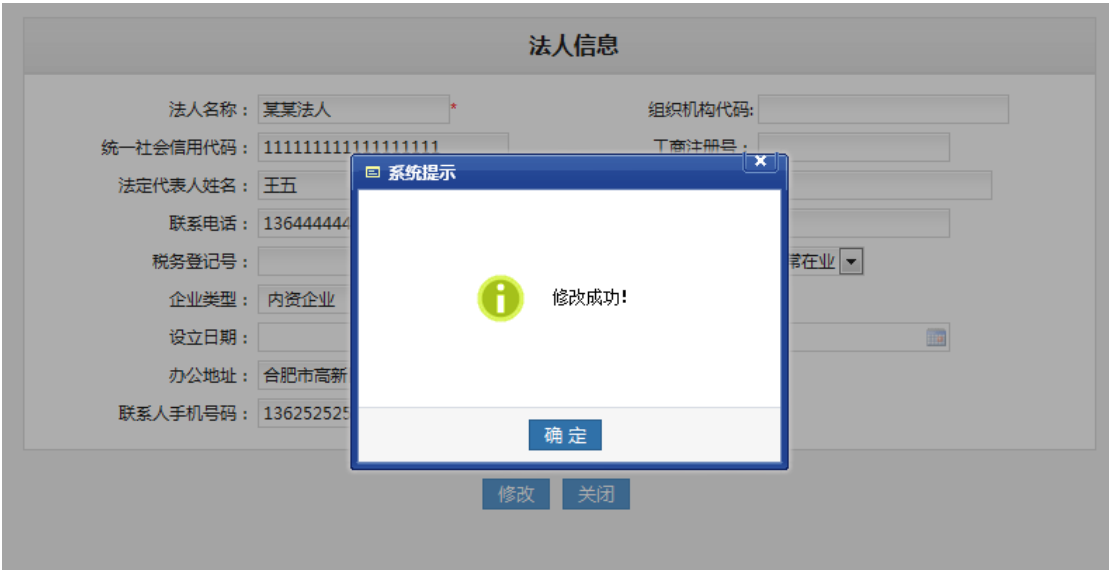 法人信息
法人名称： 某某法人 * 组织机构代码:
统一社会信用代码： 111111111111111111 工商注册号：
系统提示
法定代表人姓名： 王五
联系电话： 136444444
税务登记号： 常在业
企业类型： 内资企业
修改成功!
设立日期：
办公地址： 合肥市高新
联系人手机号码： 136252525
确定
修改 关闭